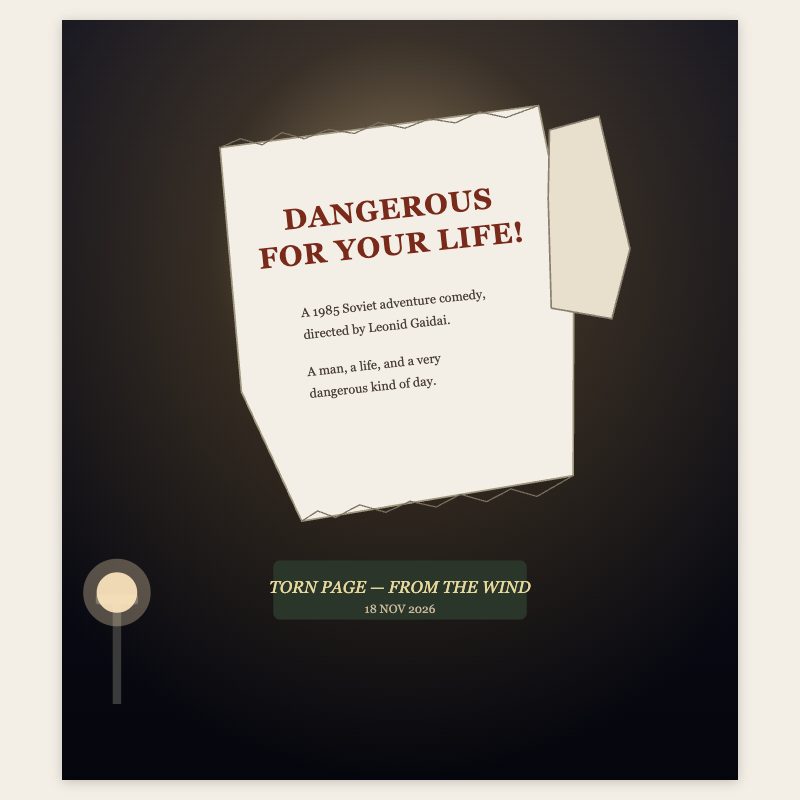 DANGEROUS
FOR YOUR LIFE!
A 1985 Soviet adventure comedy,
directed by Leonid Gaidai.
A man, a life, and a very
dangerous kind of day.
TORN PAGE — FROM THE WIND
18 NOV 2026